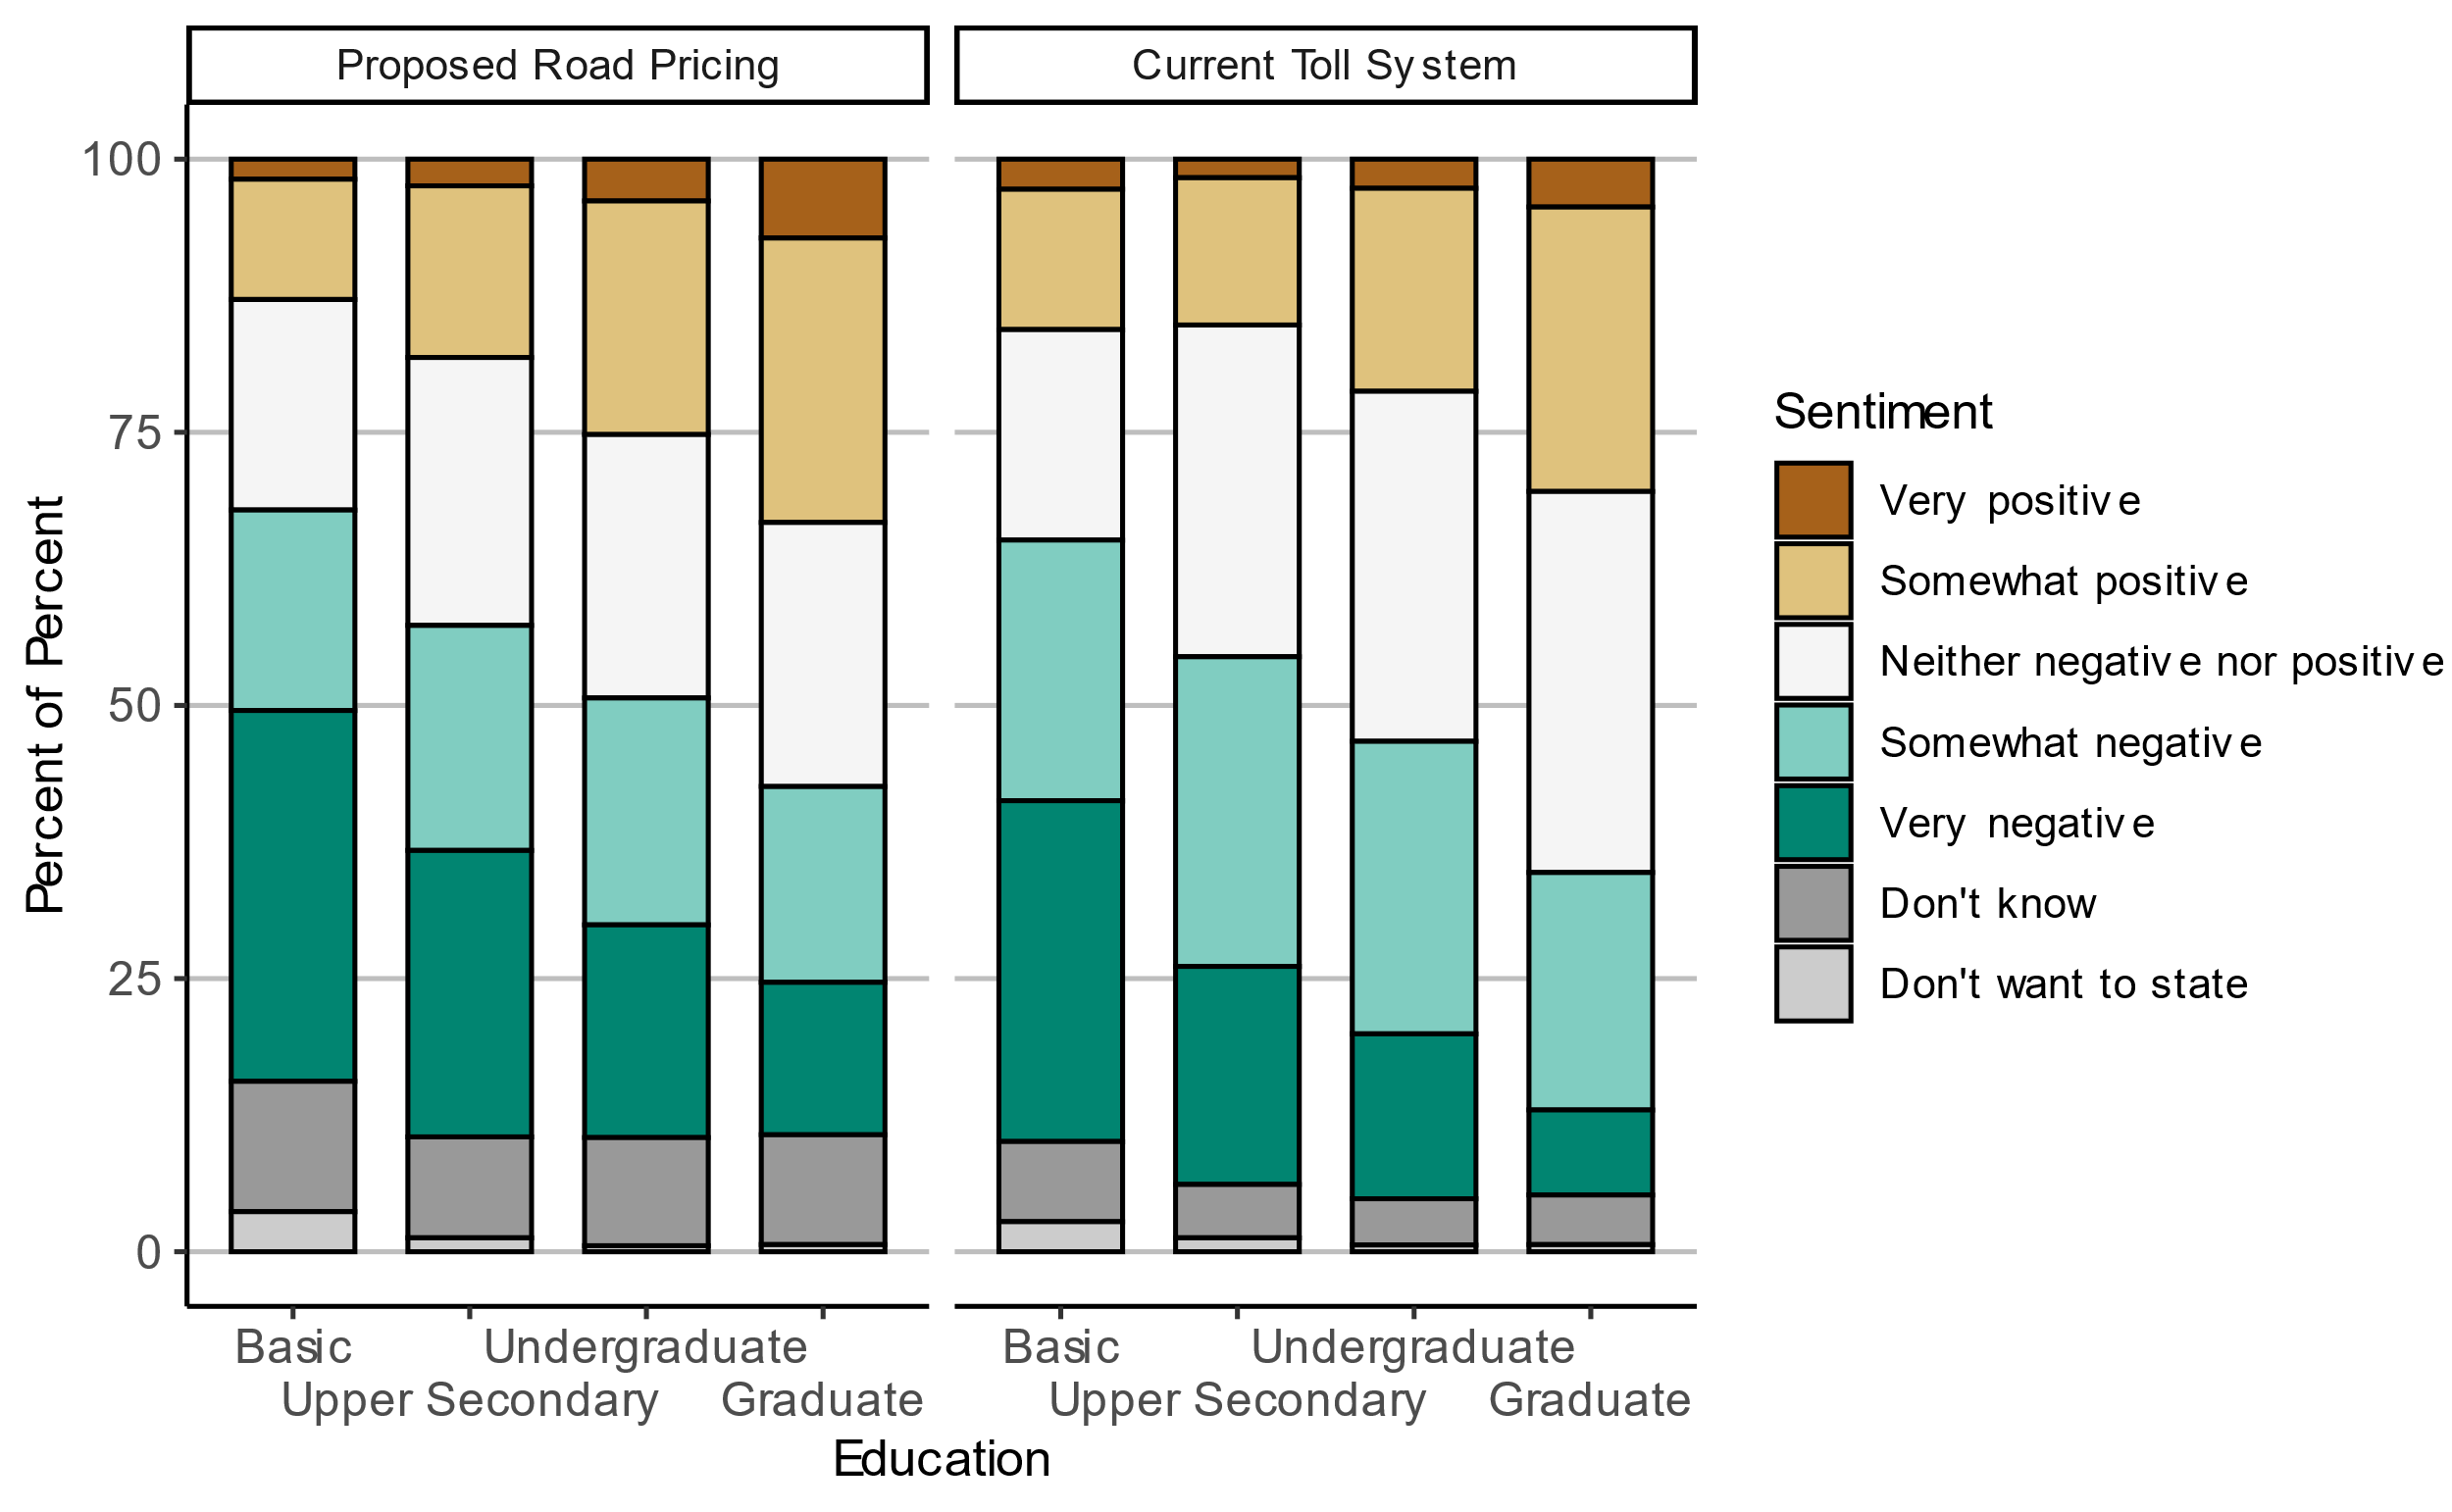 Proposed Road Pricing
Current Toll System
100
75
50
25
0
Percent of Percent
Basic
Undergraduate
Upper Secondary
Graduate
Basic
Undergraduate
Upper Secondary
Graduate
Education
Sentiment
Very positive
Somewhat positive
Neither negative nor positive
Somewhat negative
Very negative
Don't know
Don't want to state